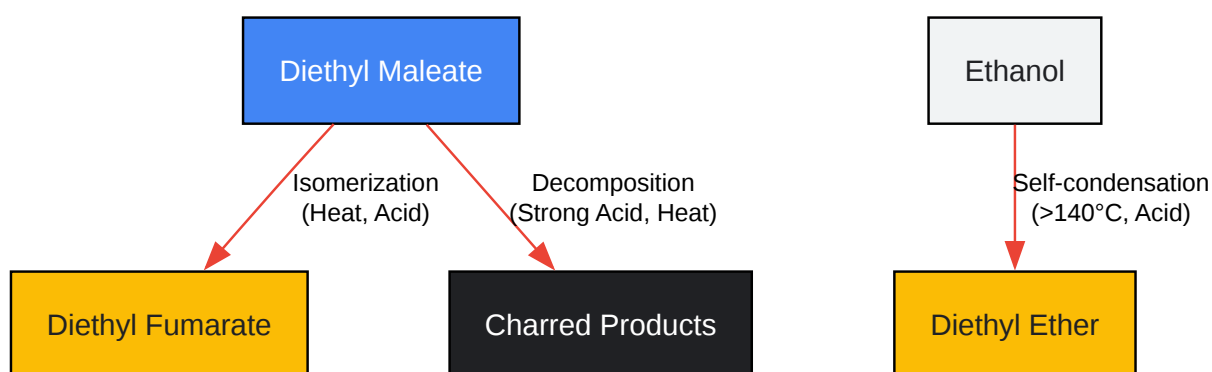 Diethyl Maleate
Ethanol
Isomerization
(Heat, Acid)
Decomposition
(Strong Acid, Heat)
Self-condensation
(>140°C, Acid)
Diethyl Fumarate
Charred Products
Diethyl Ether